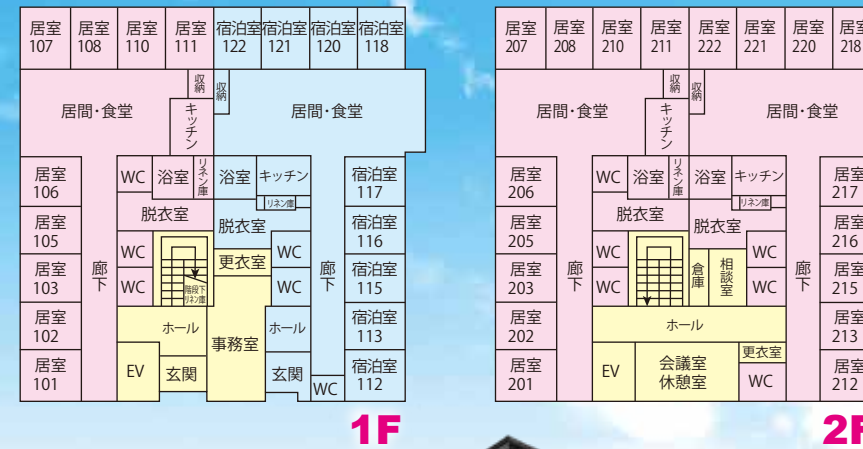 居室
107
居室
108
居室
110
居室
111
宿泊室
122
宿泊室
121
宿泊室
120
宿泊室
118
収納
収納
居間・食堂
キッチン
居間・食堂
居室
106
WC
浴室
リネン庫
浴室
キッチン
リネン庫
宿泊室
117
居室
105
脱衣室
脱衣室
宿泊室
116
居室
103
廊下
WC
WC
階段下
リネン庫
更衣室
WC
WC
廊下
宿泊室
115
居室
102
ホール
事務室
ホール
宿泊室
113
居室
101
EV
玄関
玄関
WC
宿泊室
112
1F
居室
207
居室
208
居室
210
居室
211
居室
222
居室
221
居室
220
居室
218
収納
収納
居間・食堂
キッチン
居間・食堂
居室
206
WC
浴室
リネン庫
浴室
キッチン
リネン庫
居室
217
居室
205
脱衣室
脱衣室
居室
216
居室
203
廊下
WC
WC
倉庫
相談室
WC
WC
廊下
居室
215
居室
202
ホール
居室
213
居室
201
EV
会議室
休憩室
更衣室
WC
居室
212
2F